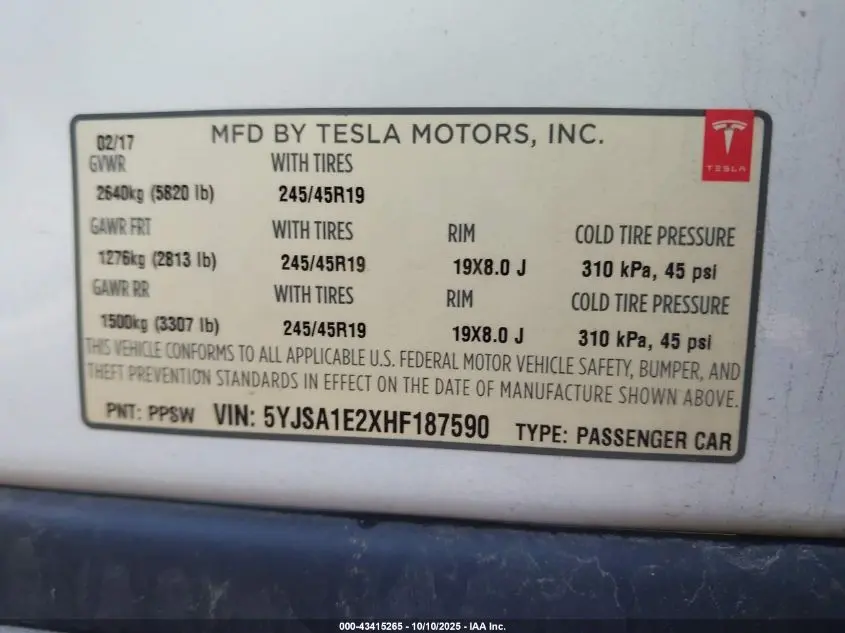 02/17 MFD BY TESLA MOTORS, INC.
TESLA
GVWR WITH TIRES
2640kg (5820 lb) 245/45R19
GAWR FRT WITH TIRES RIM COLD TIRE PRESSURE
1276kg (2813 lb) 245/45R19 19X8.0 J 310 kPa, 45 psi
GAWR RR WITH TIRES RIM COLD TIRE PRESSURE
1500kg (3307 lb) 245/45R19 19X8.0 J 310 kPa, 45 psi
THIS VEHICLE CONFORMS TO ALL APPLICABLE U.S. FEDERAL MOTOR VEHICLE SAFETY, BUMPER, AND
THEFT PREVENTION STANDARDS IN EFFECT ON THE DATE OF MANUFACTURE SHOWN ABOVE.
PNT: PPSW VIN: 5YJSA1E2XHF187590 TYPE: PASSENGER CAR
000-43415265 - 10/10/2025 - IAA Inc.